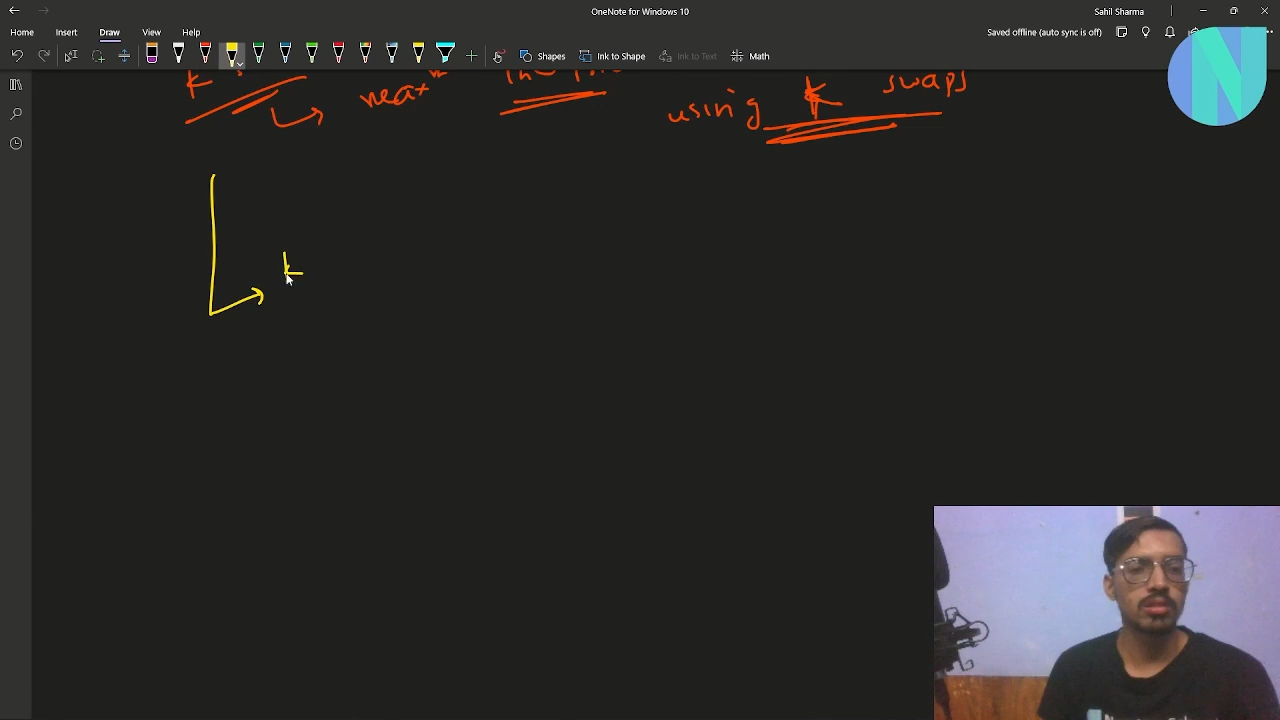 OneNote for Windows 10
Sahil Sharma
Home Insert Draw View Help
Saved offline (auto sync is off)
Shapes Ink to Shape Ink to Text Math
K
using K swaps
k
N